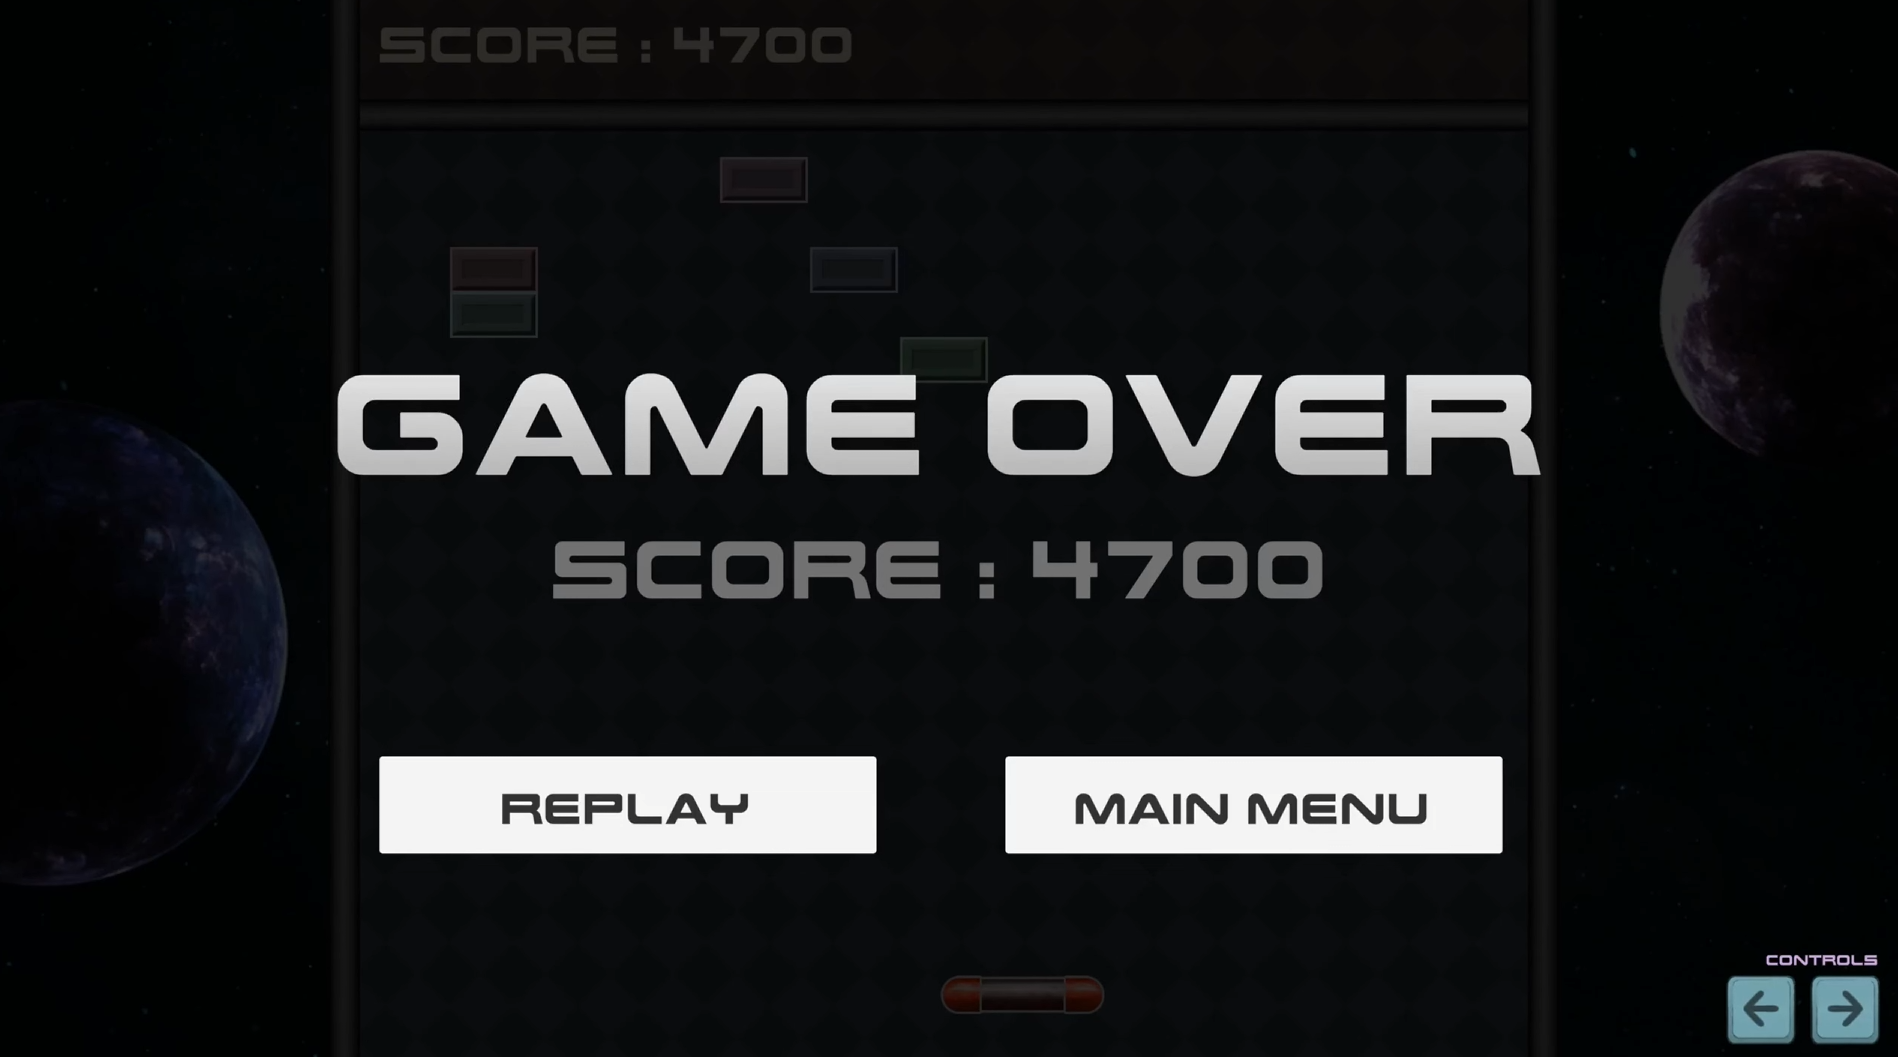 SCORE : 4700
GAME OVER
SCORE : 4700
REPLAY
MAIN MENU
CONTROLS